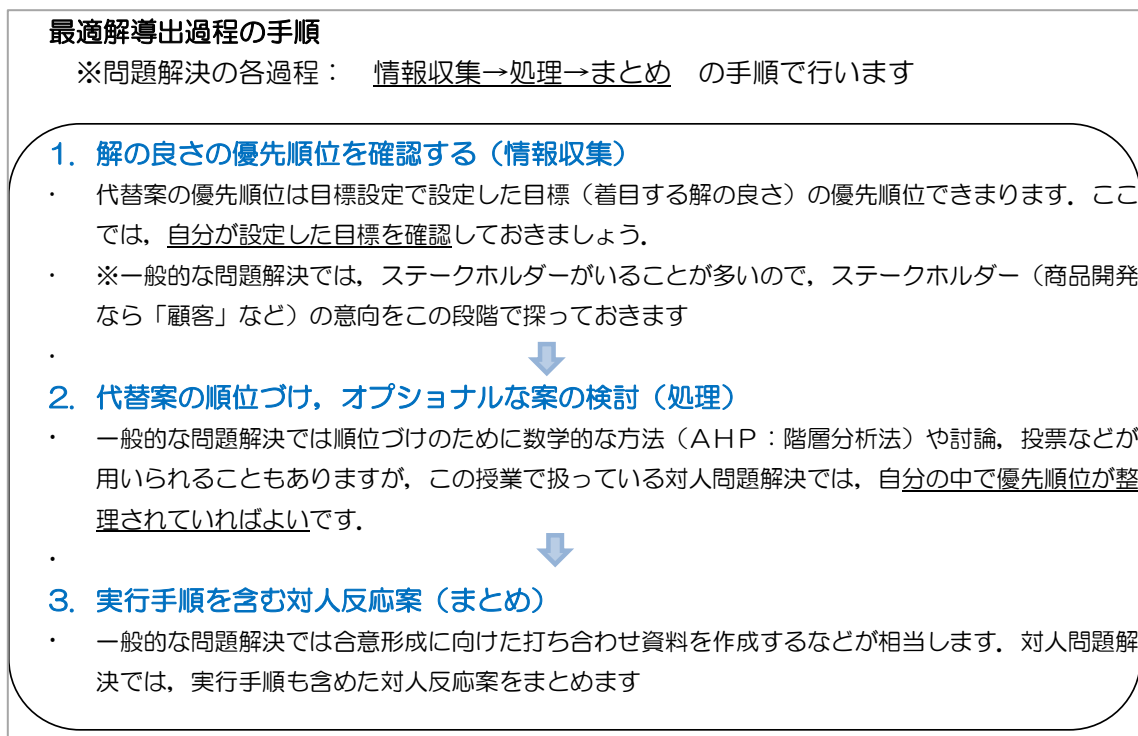 最適解導出過程の手順
※問題解決の各過程： 情報収集→処理→まとめ の手順で行います
1．解の良さの優先順位を確認する（情報収集）
・ 代替案の優先順位は目標設定で設定した目標（着目する解の良さ）の優先順位できまります．ここ
では，自分が設定した目標を確認しておきましょう．
・ ※一般的な問題解決では，ステークホルダーがいることが多いので，ステークホルダー（商品開発
なら「顧客」など）の意向をこの段階で探っておきます
・
2．代替案の順位づけ，オプショナルな案の検討（処理）
・ 一般的な問題解決では順位づけのために数学的な方法（ＡＨＰ：階層分析法）や討論，投票などが
用いられることもありますが，この授業で扱っている対人問題解決では，自分の中で優先順位が整
理されていればよいです．
・
3．実行手順を含む対人反応案（まとめ）
・ 一般的な問題解決では合意形成に向けた打ち合わせ資料を作成するなどが相当します．対人問題解
決では，実行手順も含めた対人反応案をまとめます